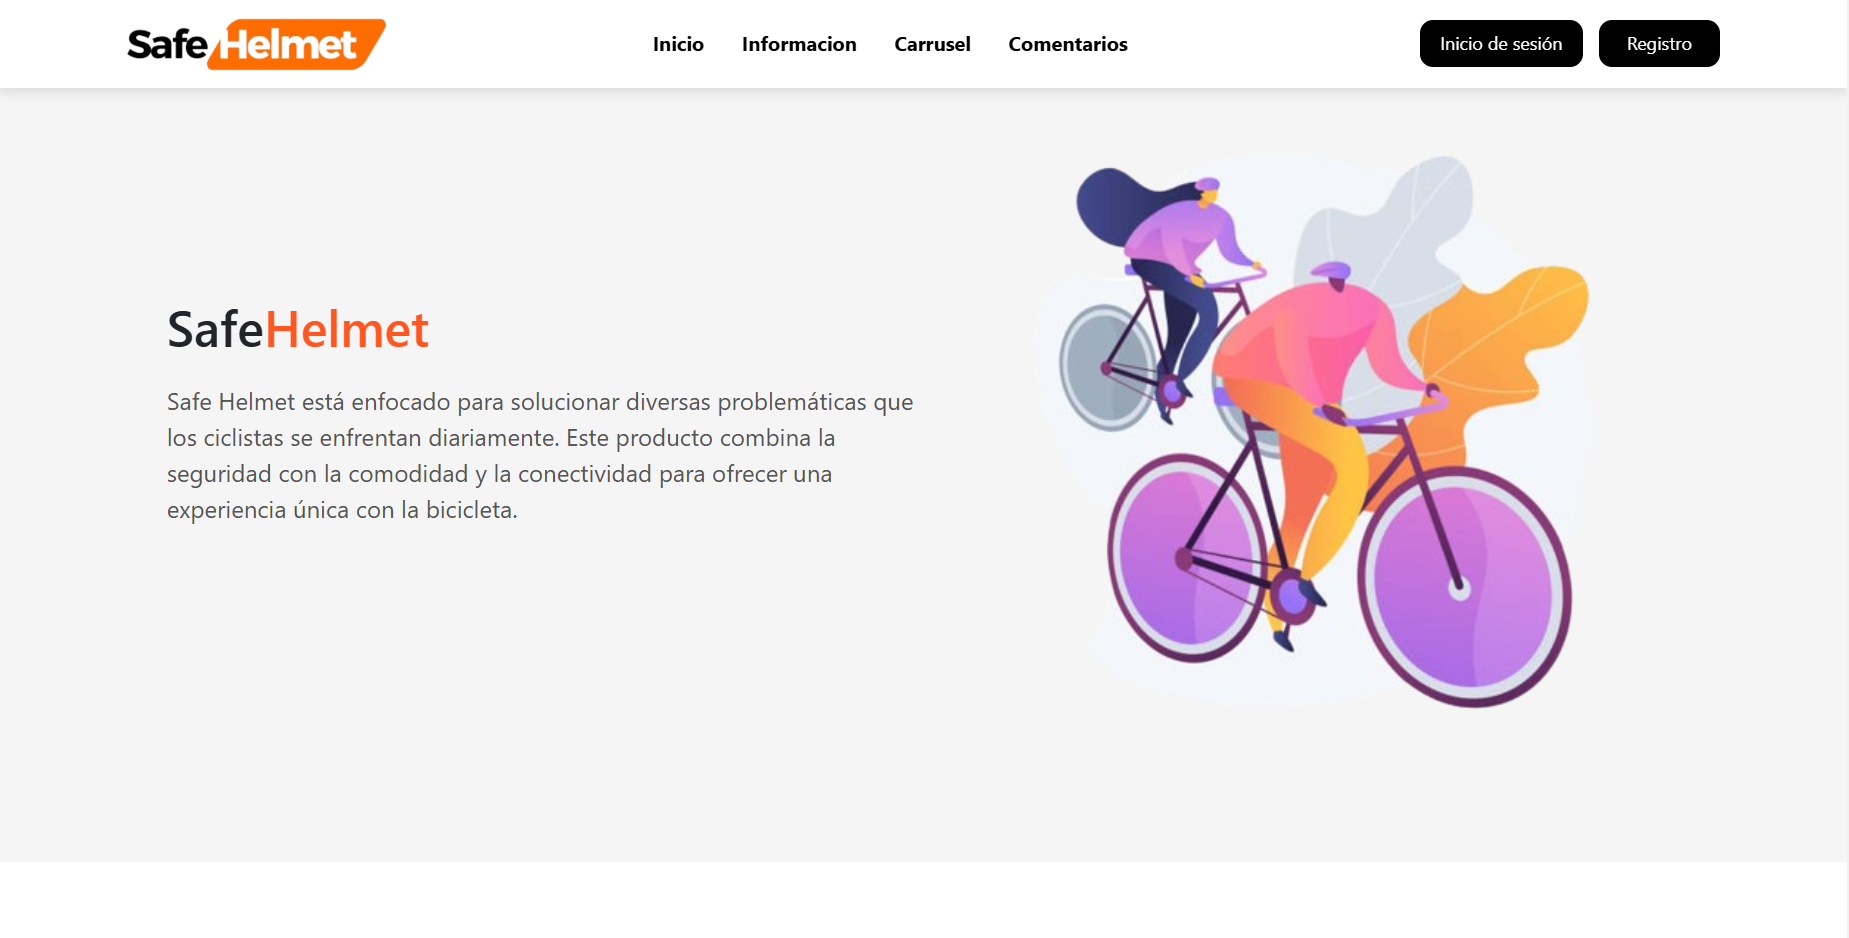 SafeHelmet
Inicio Informacion Carrusel Comentarios
Inicio de sesión Registro
SafeHelmet
Safe Helmet está enfocado para solucionar diversas problemáticas que
los ciclistas se enfrentan diariamente. Este producto combina la
seguridad con la comodidad y la conectividad para ofrecer una
experiencia única con la bicicleta.